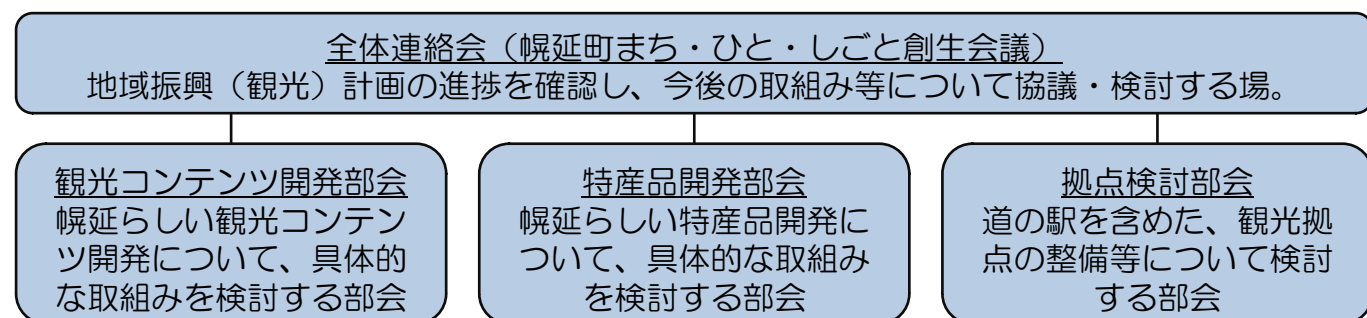 全体連絡会（幌延町まち・ひと・しごと創生会議）
地域振興（観光）計画の進捗を確認し、今後の取組み等について協議・検討する場。
観光コンテンツ開発部会
幌延らしい観光コンテン
ツ開発について、具体的
な取組みを検討する部会
特産品開発部会
幌延らしい特産品開発に
ついて、具体的な取組み
を検討する部会
拠点検討部会
道の駅を含めた、観光拠
点の整備等について検討
する部会